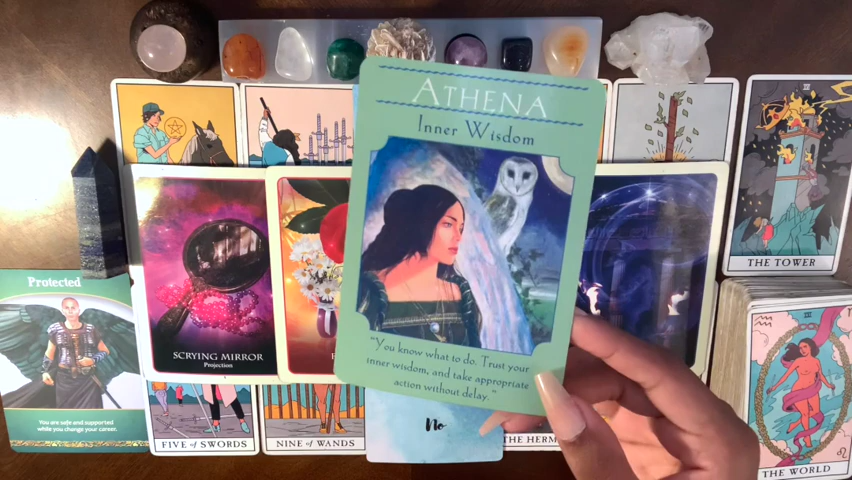 ATHENA
Inner Wisdom
"You know what to do. Trust your
inner wisdom, and take appropriate
action without delay."
THE TOWER
Protected
You are safe and supported
while you change your career.
SCRYING MIRROR
Projection
FIVE of SWORDS
NINE of WANDS
No
THE HERM
THE WORLD